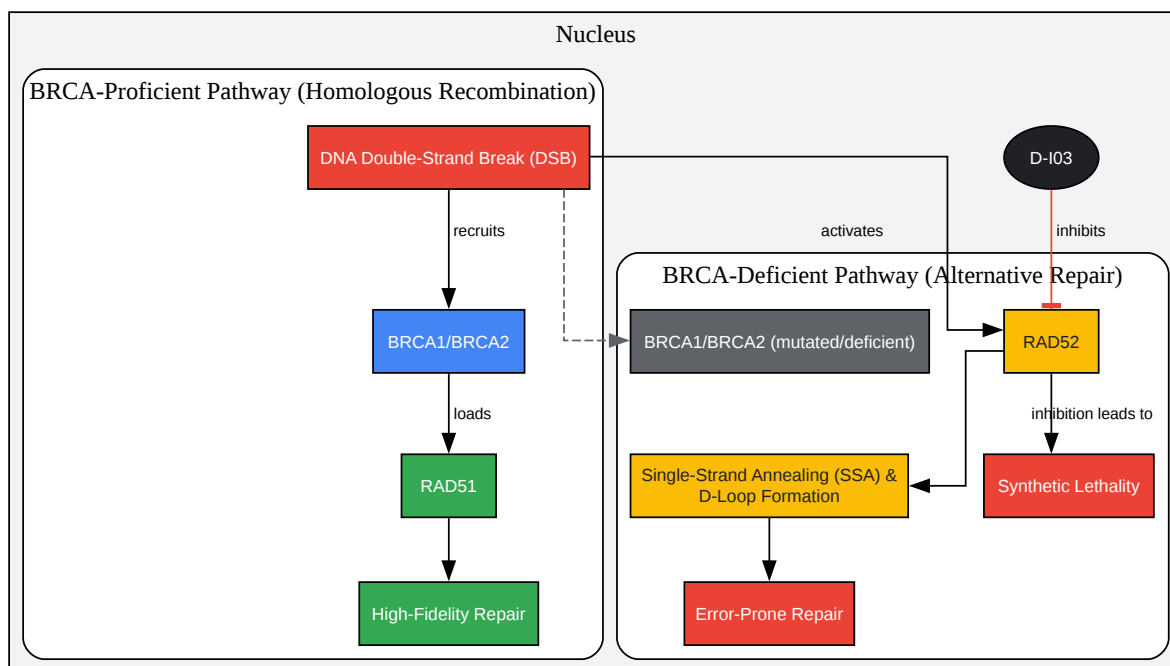 Nucleus
BRCA-Proficient Pathway (Homologous Recombination)
DNA Double-Strand Break (DSB)
D-I03
recruits
activates
inhibits
BRCA-Deficient Pathway (Alternative Repair)
BRCA1/BRCA2
BRCA1/BRCA2 (mutated/deficient)
RAD52
loads
inhibition leads to
RAD51
Single-Strand Annealing (SSA) &
D-Loop Formation
Synthetic Lethality
High-Fidelity Repair
Error-Prone Repair